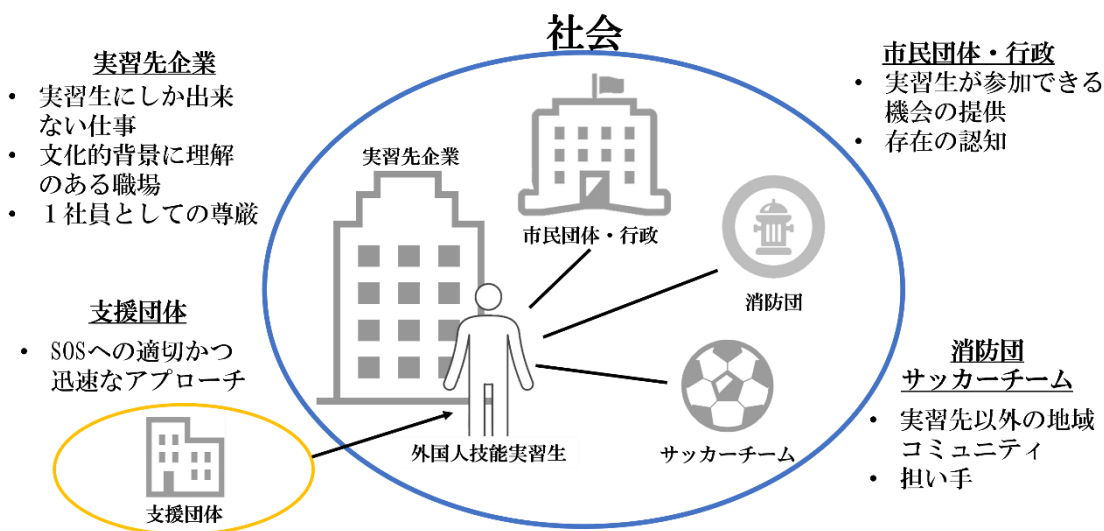 社会
実習先企業
• 実習生にしか出来
ない仕事
• 文化的背景に理解
のある職場
• １社員としての尊厳
市民団体・行政
• 実習生が参加できる
機会の提供
• 存在の認知
実習先企業
市民団体・行政
消防団
サッカーチーム
外国人技能実習生
支援団体
• SOSへの適切かつ
迅速なアプローチ
支援団体
消防団
サッカーチーム
• 実習先以外の地域
コミュニティ
• 担い手